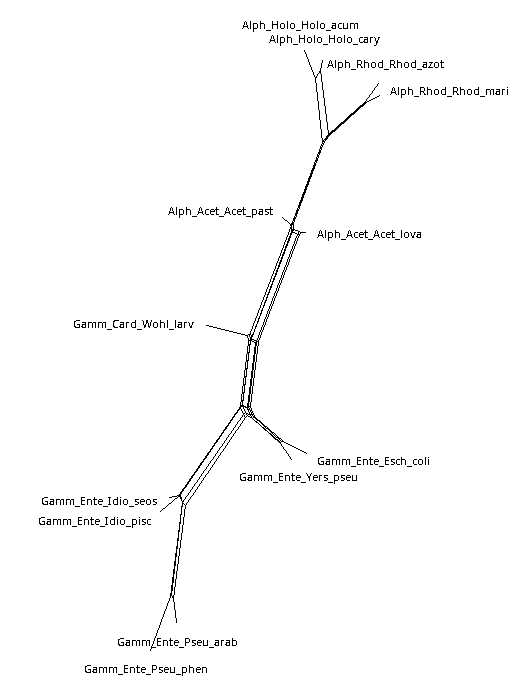 Alph_Holo_Holo_acum
Alph_Holo_Holo_cary
Alph_Rhod_Rhod_azot
Alph_Rhod_Rhod_mari
Alph_Acet_Acet_past
Alph_Acet_Acet_lova
Gamm_Card_Wohl_larv
Gamm_Ente_Esch_coli
Gamm_Ente_Yers_pseu
Gamm_Ente_Idio_seos
Gamm_Ente_Idio_pisc
Gamm_Ente_Pseu_arab
Gamm_Ente_Pseu_phen